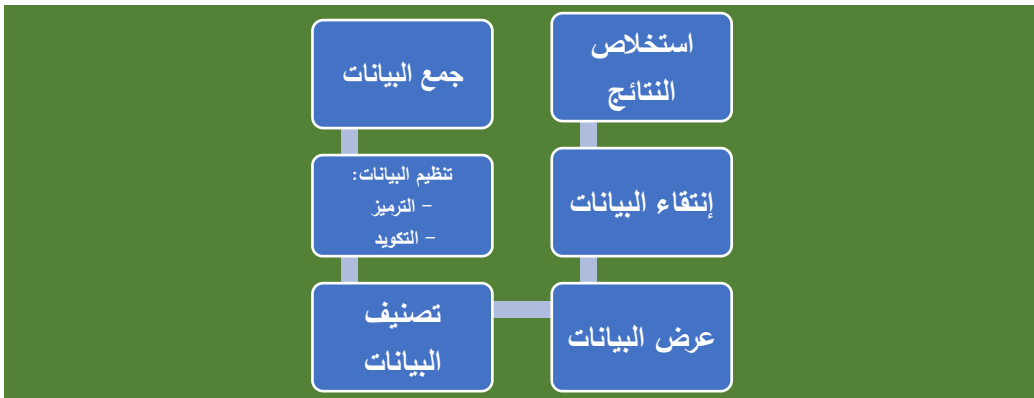 جمع البيانات
تنظيم البيانات:
– الترميز
– التكويد
تصنيف
البيانات
عرض البيانات
إنتقاء البيانات
استخلاص
النتائج